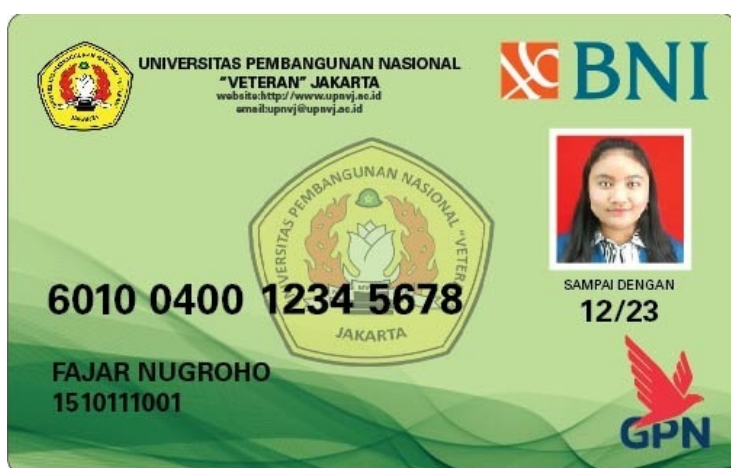 UNIVERSITAS PEMBANGUNAN NASIONAL
"VETERAN" JAKARTA
website:http://www.upnvj.ac.id
email:upnvj@upnvj.ac.id
BNI
UNIVERSITAS PEMBANGUNAN NASIONAL "VETERAN"
JAKARTA
SAMPAI DENGAN
12/23
6010 0400 1234 5678
FAJAR NUGROHO
1510111001
GPN